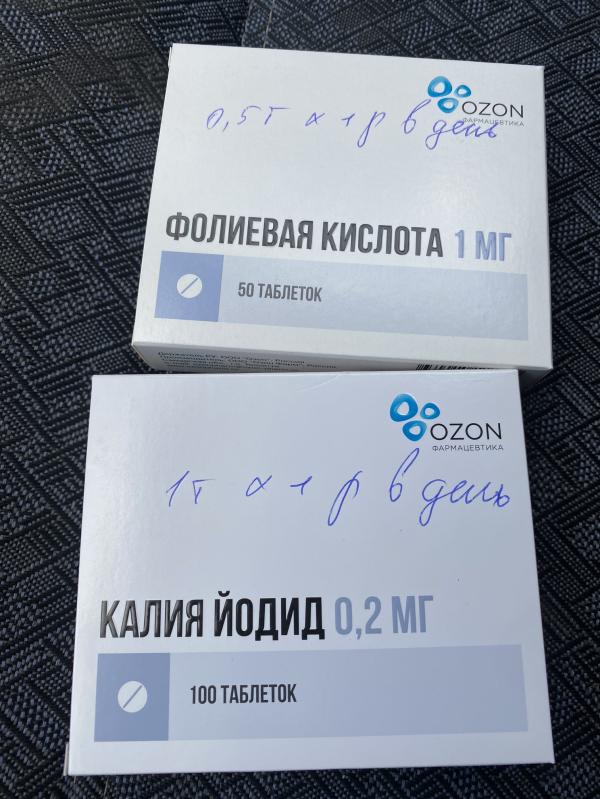 OZON
ФАРМАЦЕВТИКА
0,5т х 1 р в день
ФОЛИЕВАЯ КИСЛОТА 1 МГ
50 ТАБЛЕТОК
OZON
ФАРМАЦЕВТИКА
1т х 1 р в день
КАЛИЯ ЙОДИД 0,2 МГ
100 ТАБЛЕТОК